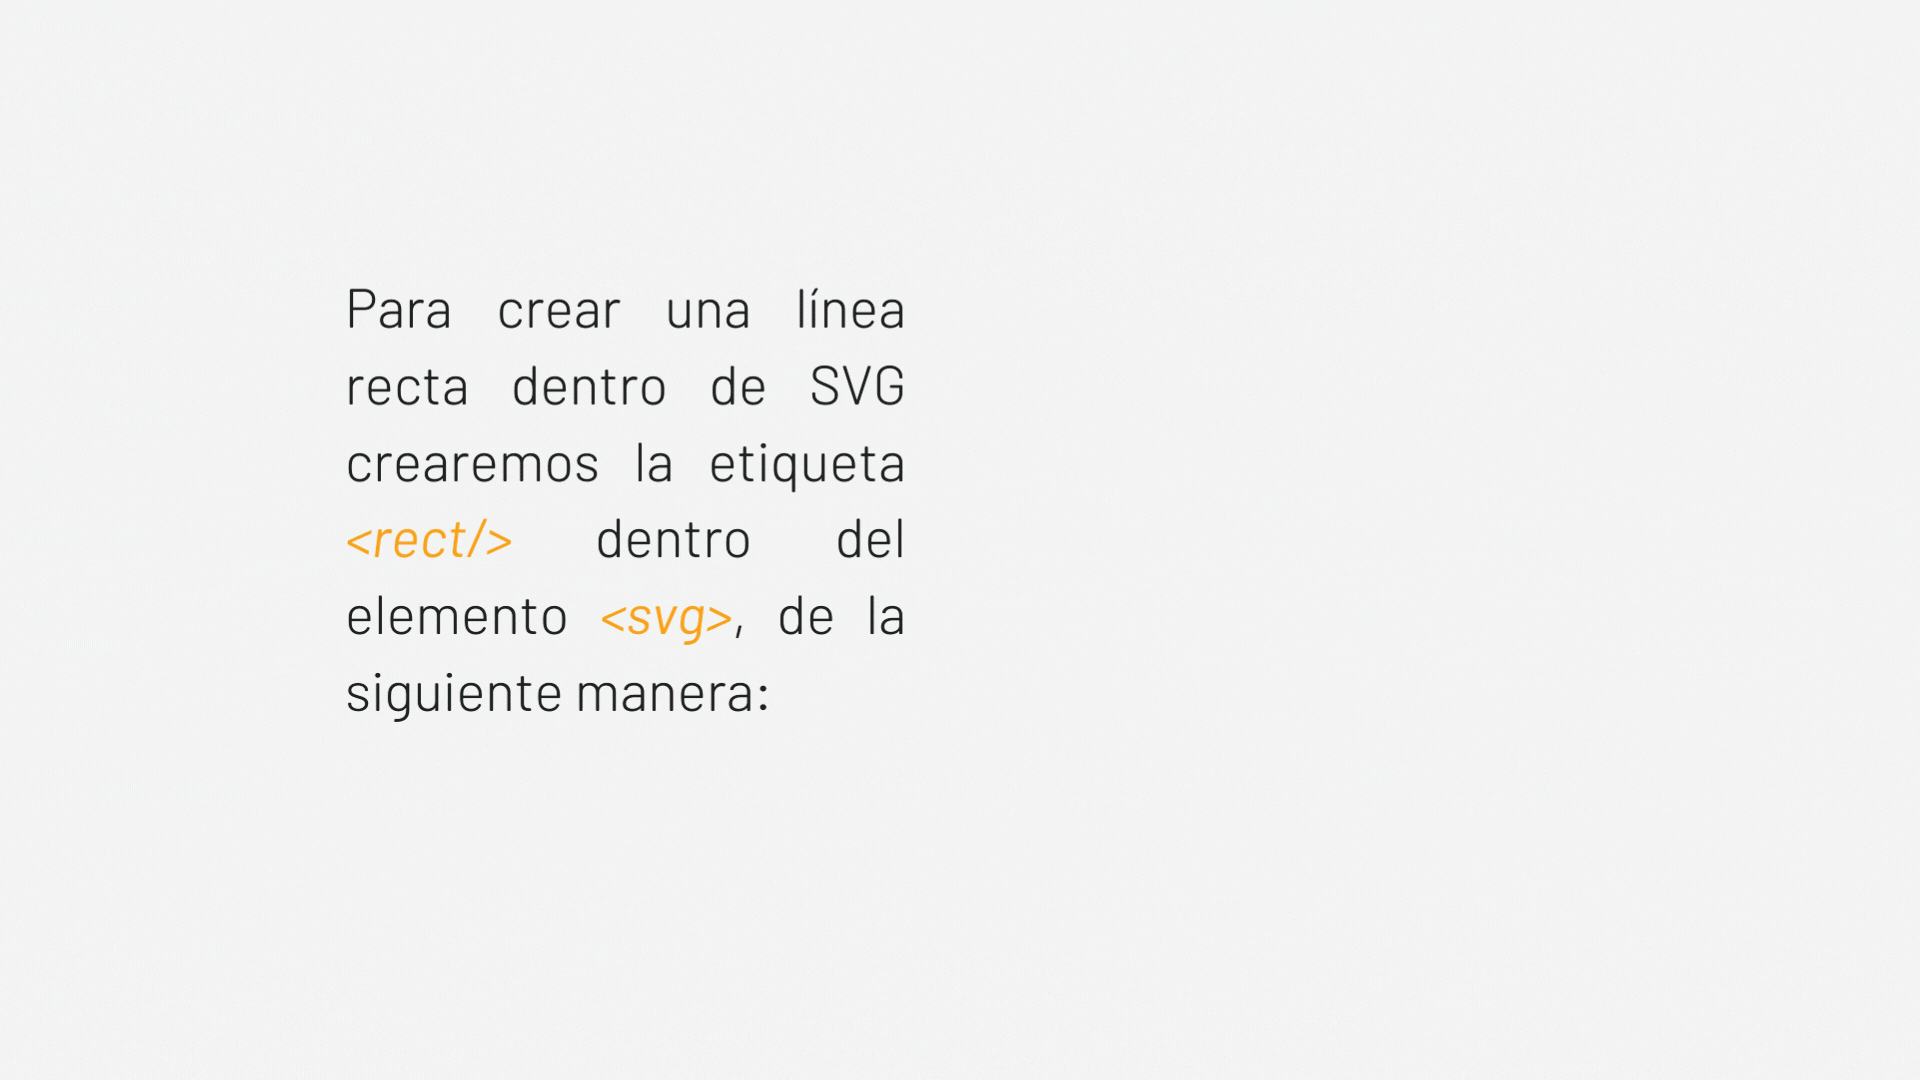 Para crear una línea
recta dentro de SVG
crearemos la etiqueta
<rect/> dentro del
elemento <svg>, de la
siguiente manera: